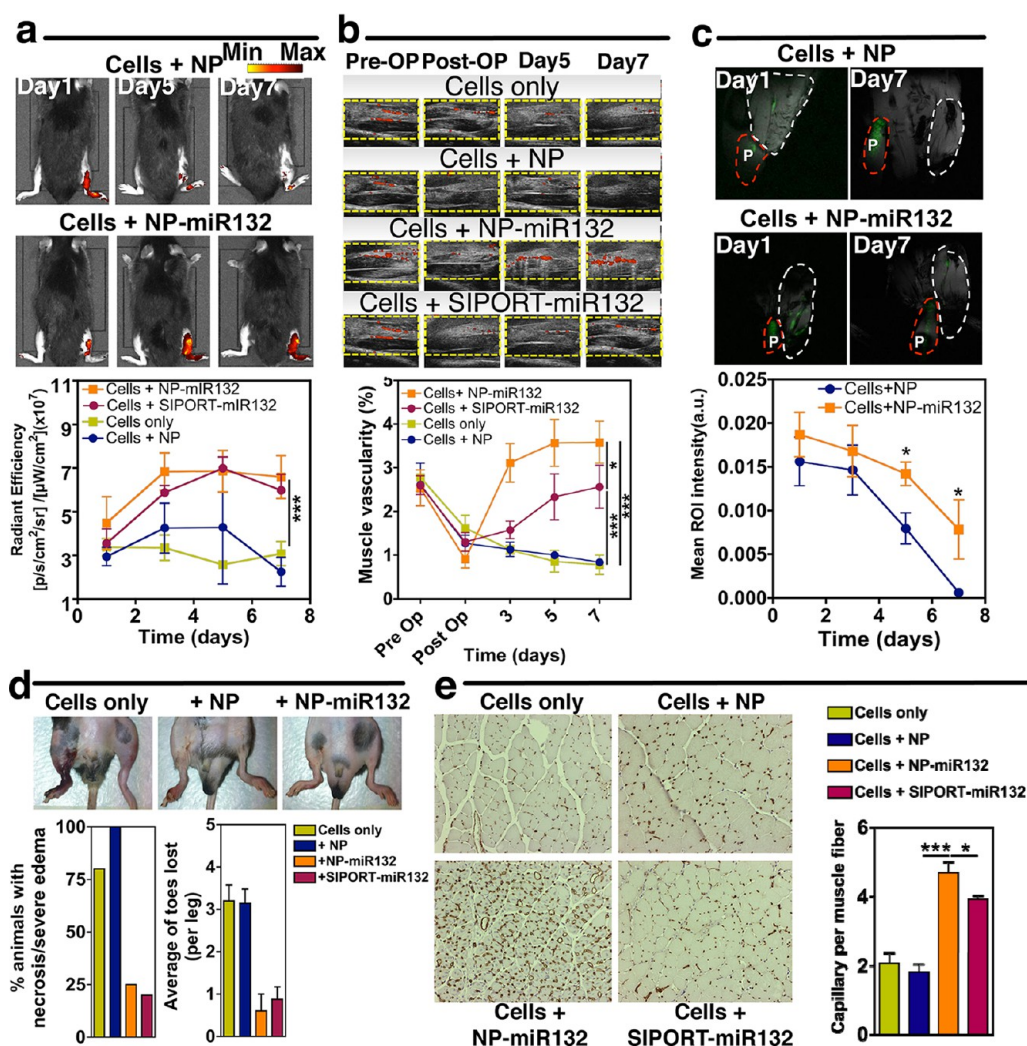 a
Cells + NP
Min Max
Day1 Day5 Day7
Cells + NP-miR132
11
9
7
5
3
1
Radiant Efficiency
[p/s/cm²/sr]/[µW/cm²](x10⁷)
Cells + NP-mIR132
Cells + SIPORT-mIR132
Cells only
Cells + NP
***
0 2 4 6 8
Time (days)
b
Pre-OP Post-OP Day5 Day7
Cells only
Cells + NP
Cells + NP-miR132
Cells + SIPORT-miR132
5
4
3
2
1
0
Muscle vascularity (%)
Cells+ NP-miR132
Cells + SIPORT-miR132
Cells only
Cells + NP
*
***
***
Pre Op Post Op 3 5 7
Time (days)
c
Cells + NP
Day1 Day7
P P
Cells + NP-miR132
Day1 Day7
P P
0.025
0.020
0.015
0.010
0.005
0.000
Mean ROI intensity(a.u.)
Cells+NP
Cells+NP-miR132
*
*
0 2 4 6 8
Time (days)
d
Cells only + NP + NP-miR132
100
75
50
25
0
% animals with
necrosis/severe edema
5
4
3
2
1
0
Average of toes lost
(per leg)
Cells only
+ NP
+NP-miR132
+SIPORT-miR132
e
Cells only Cells + NP
Cells +
NP-miR132
Cells +
SIPORT-miR132
Cells only
Cells + NP
Cells + NP-miR132
Cells + SIPORT-miR132
6
4
2
0
Capillary per muscle fiber
*** *